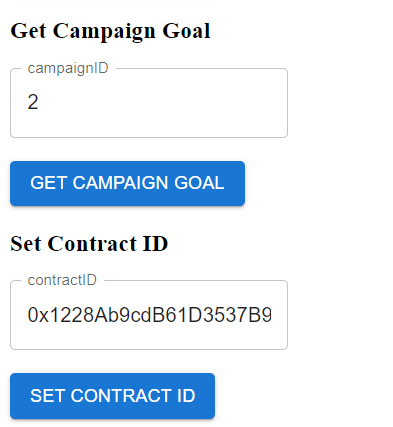 Get Campaign Goal
campaignID
2
GET CAMPAIGN GOAL
Set Contract ID
contractID
0x1228Ab9cdB61D3537B9
SET CONTRACT ID